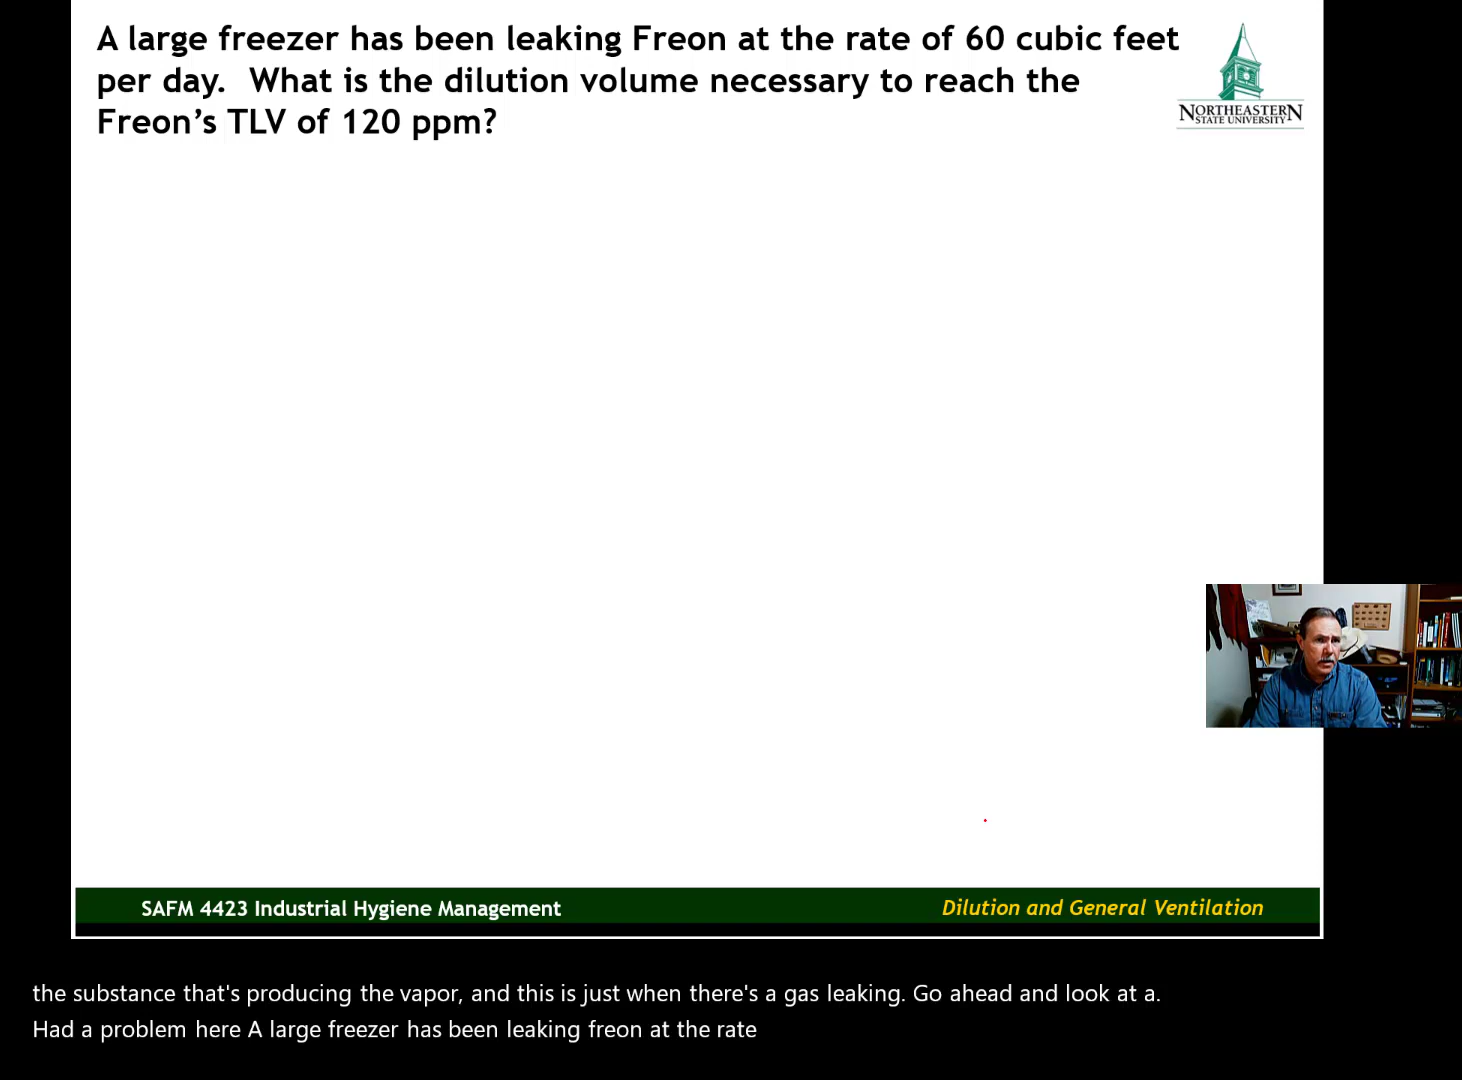 A large freezer has been leaking Freon at the rate of 60 cubic feet
per day.  What is the dilution volume necessary to reach the
Freon’s TLV of 120 ppm?
NORTHEASTERN
STATE UNIVERSITY
SAFM 4423 Industrial Hygiene Management
Dilution and General Ventilation
the substance that's producing the vapor, and this is just when there's a gas leaking. Go ahead and look at a.
Had a problem here A large freezer has been leaking freon at the rate